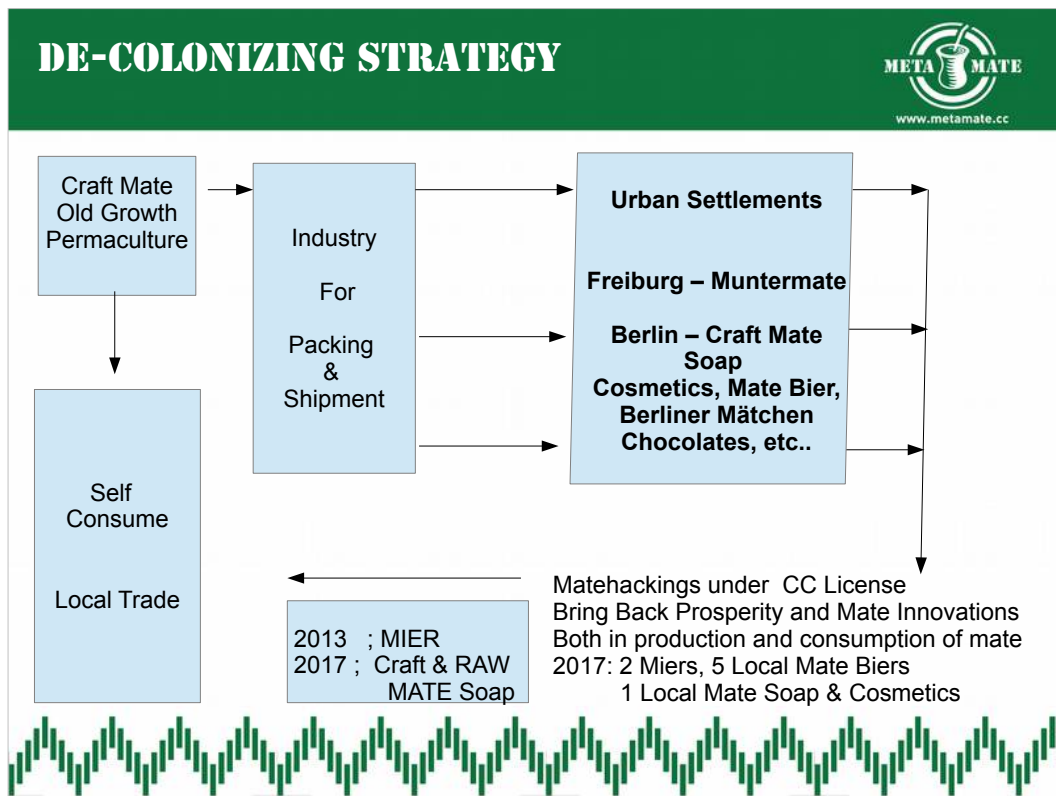 DE-COLONIZING STRATEGY
META MATE
www.metamate.cc
Craft Mate
Old Growth
Permaculture
Industry
For
Packing
&
Shipment
Urban Settlements
Freiburg – Muntermate
Berlin – Craft Mate
Soap
Cosmetics, Mate Bier,
Berliner Mätchen
Chocolates, etc..
Self
Consume
Local Trade
2013 ; MIER
2017 ; Craft & RAW
MATE Soap
Matehackings under CC License
Bring Back Prosperity and Mate Innovations
Both in production and consumption of mate
2017: 2 Miers, 5 Local Mate Biers
1 Local Mate Soap & Cosmetics